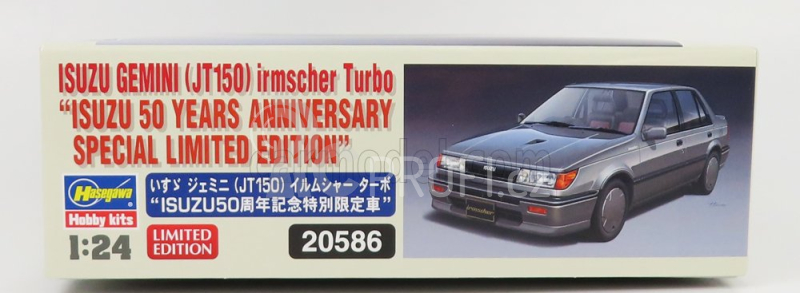 ISUZU GEMINI (JT150) irmscher Turbo
“ISUZU 50 YEARS ANNIVERSARY
SPECIAL LIMITED EDITION”
Hasegawa
Hobby kits
いすゞ ジェミニ (JT150) イルムシャー ターボ
“ISUZU50周年記念特別限定車”
1:24
LIMITED
EDITION
20586
irmscher